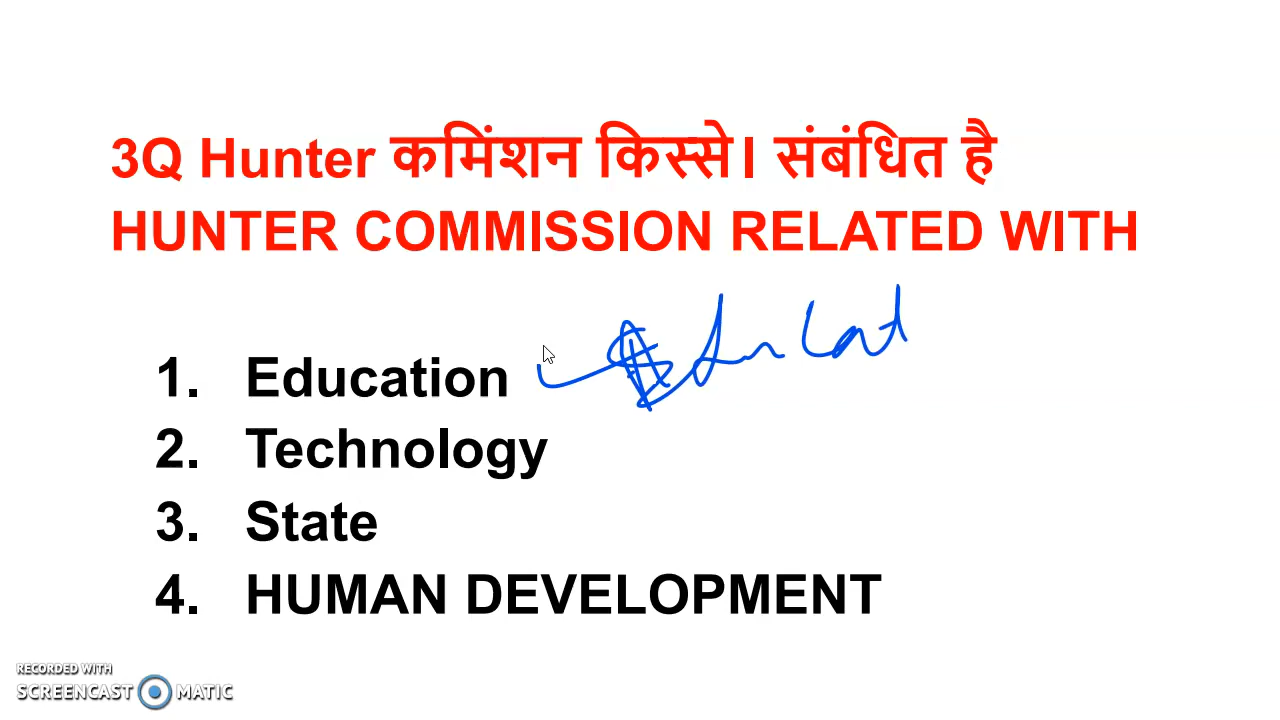 3Q Hunter कमिंशन किस्से। संबंधित है
HUNTER COMMISSION RELATED WITH
1. Education
2. Technology
3. State
4. HUMAN DEVELOPMENT
RECORDED WITH
SCREENCAST MATIC